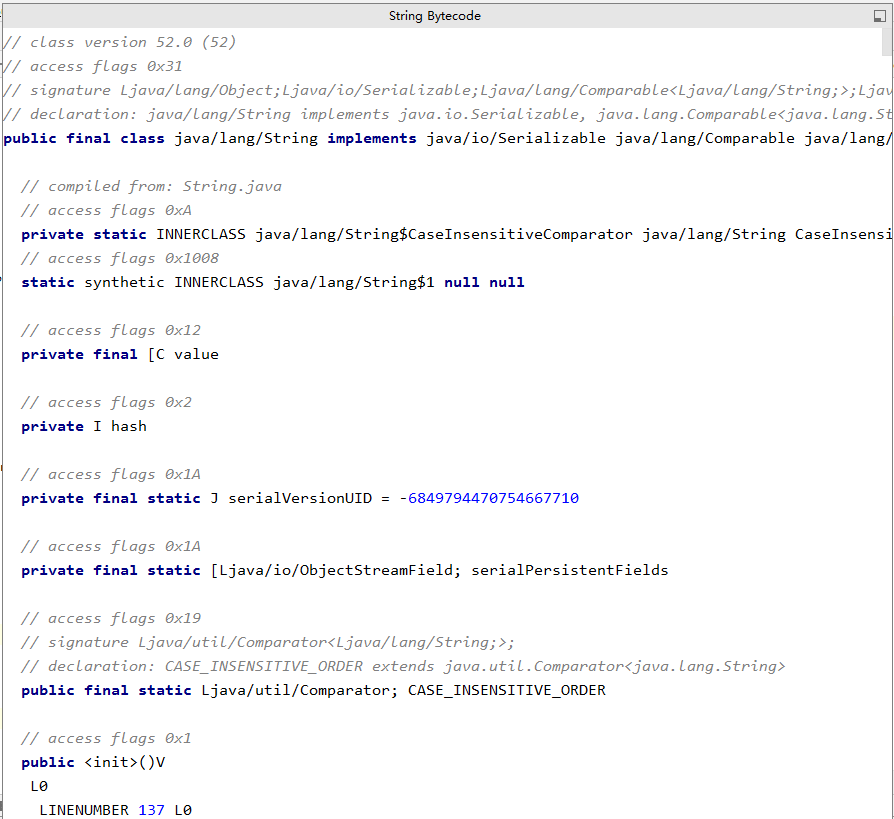 String Bytecode
// class version 52.0 (52)
// access flags 0x31
// signature Ljava/lang/Object;Ljava/io/Serializable;Ljava/lang/Comparable<Ljava/lang/String;>;Ljav
// declaration: java/lang/String implements java.io.Serializable, java.lang.Comparable<java.lang.St
public final class java/lang/String implements java/io/Serializable java/lang/Comparable java/lang/
// compiled from: String.java
// access flags 0xA
private static INNERCLASS java/lang/String$CaseInsensitiveComparator java/lang/String CaseInsensi
// access flags 0x1008
static synthetic INNERCLASS java/lang/String$1 null null
// access flags 0x12
private final [C value
// access flags 0x2
private I hash
// access flags 0x1A
private final static J serialVersionUID = -6849794470754667710
// access flags 0x1A
private final static [Ljava/io/ObjectStreamField; serialPersistentFields
// access flags 0x19
// signature Ljava/util/Comparator<Ljava/lang/String;>;
// declaration: CASE_INSENSITIVE_ORDER extends java.util.Comparator<java.lang.String>
public final static Ljava/util/Comparator; CASE_INSENSITIVE_ORDER
// access flags 0x1
public <init>()V
L0
LINENUMBER 137 L0